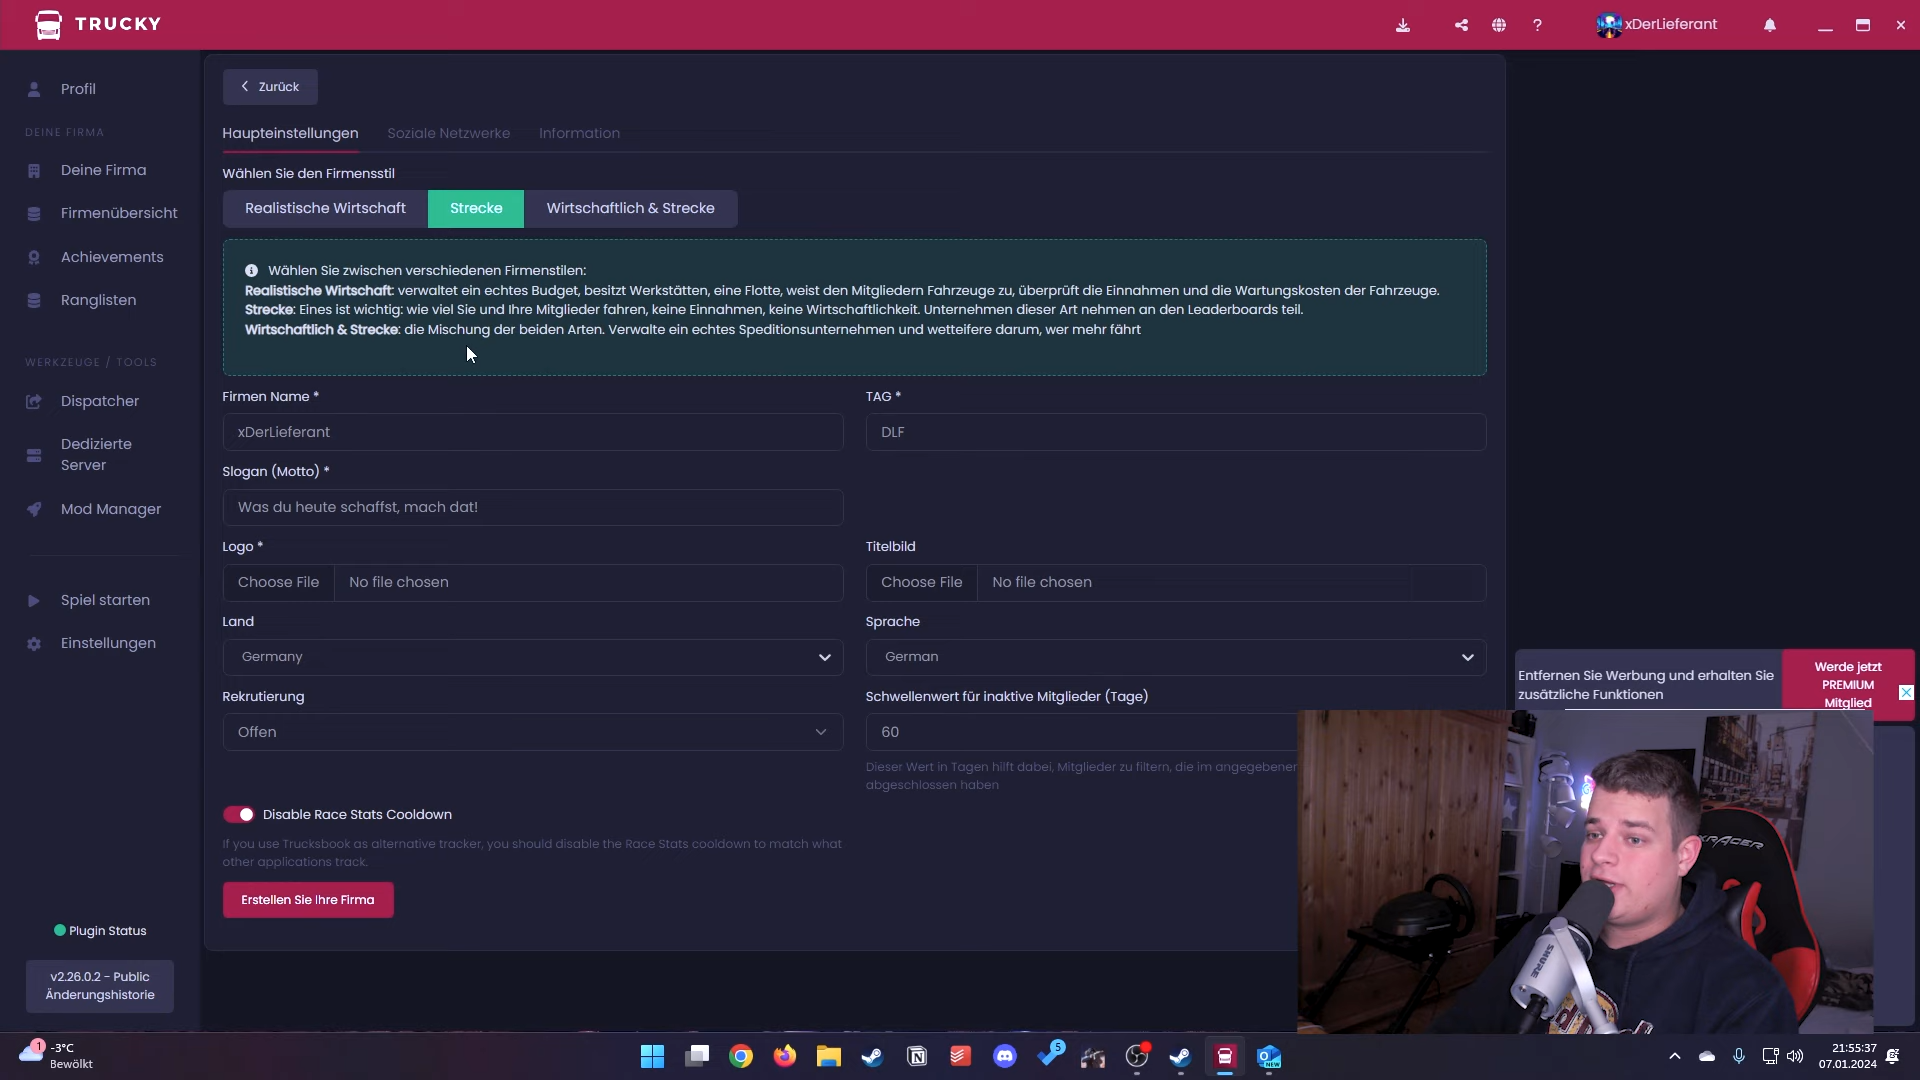 TRUCKY
xDerLieferant
Profil
DEINE FIRMA
Deine Firma
Firmenübersicht
Achievements
Ranglisten
WERKZEUGE / TOOLS
Dispatcher
Dedizierte
Server
Mod Manager
Spiel starten
Einstellungen
Plugin Status
v2.26.0.2 - Public
Änderungshistorie
Zurück
Haupteinstellungen
Soziale Netzwerke
Information
Wählen Sie den Firmensstil
Realistische Wirtschaft
Strecke
Wirtschaftlich & Strecke
Wählen Sie zwischen verschiedenen Firmenstilen:
Realistische Wirtschaft: verwaltet ein echtes Budget, besitzt Werkstätten, eine Flotte, weist den Mitgliedern Fahrzeuge zu, überprüft die Einnahmen und die Wartungskosten der Fahrzeuge.
Strecke: Eines ist wichtig: wie viel Sie und Ihre Mitglieder fahren, keine Einnahmen, keine Wirtschaftlichkeit. Unternehmen dieser Art nehmen an den Leaderboards teil.
Wirtschaftlich & Strecke: die Mischung der beiden Arten. Verwalte ein echtes Speditionsunternehmen und wetteifere darum, wer mehr fährt
Firmen Name *
TAG *
xDerLieferant
DLF
Slogan (Motto) *
Was du heute schaffst, mach dat!
Logo *
Titelbild
Choose File No file chosen
Choose File No file chosen
Land
Sprache
Germany
German
Rekrutierung
Schwellenwert für inaktive Mitglieder (Tage)
Offen
60
Dieser Wert in Tagen hilft dabei, Mitglieder zu filtern, die im angegebenen
abgeschlossen haben
Disable Race Stats Cooldown
If you use Trucksbook as alternative tracker, you should disable the Race Stats cooldown to match what
other applications track.
Erstellen Sie Ihre Firma
Entfernen Sie Werbung und erhalten Sie
zusätzliche Funktionen
Werde jetzt
PREMIUM
Mitglied
SHURE
1
-3°C
Bewölkt
5
NEW
21:55:37
07.01.2024